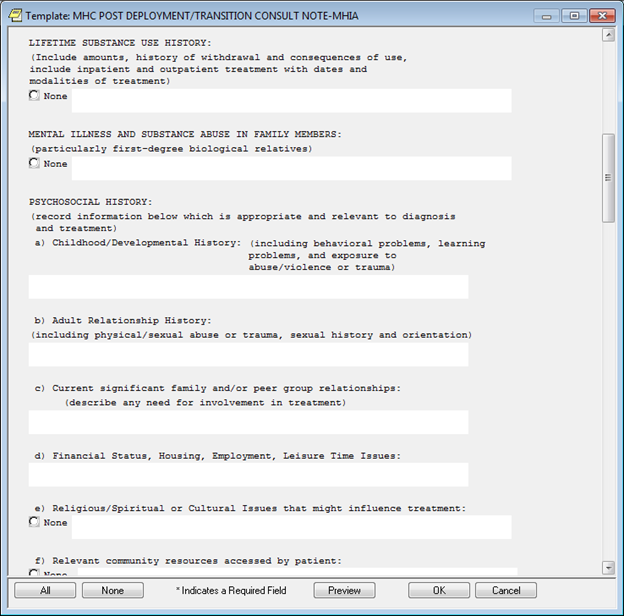 Template: MHC POST DEPLOYMENT/TRANSITION CONSULT NOTE-MHIA
LIFETIME SUBSTANCE USE HISTORY:
(Include amounts, history of withdrawal and consequences of use,
include inpatient and outpatient treatment with dates and
modalities of treatment)
None
MENTAL ILLNESS AND SUBSTANCE ABUSE IN FAMILY MEMBERS:
(particularly first-degree biological relatives)
None
PSYCHOSOCIAL HISTORY:
(record information below which is appropriate and relevant to diagnosis
and treatment)
a) Childhood/Developmental History: (including behavioral problems, learning
problems, and exposure to
abuse/violence or trauma)
b) Adult Relationship History:
(including physical/sexual abuse or trauma, sexual history and orientation)
c) Current significant family and/or peer group relationships:
(describe any need for involvement in treatment)
d) Financial Status, Housing, Employment, Leisure Time Issues:
e) Religious/Spiritual or Cultural Issues that might influence treatment:
None
f) Relevant community resources accessed by patient:
None
All None * Indicates a Required Field Preview OK Cancel